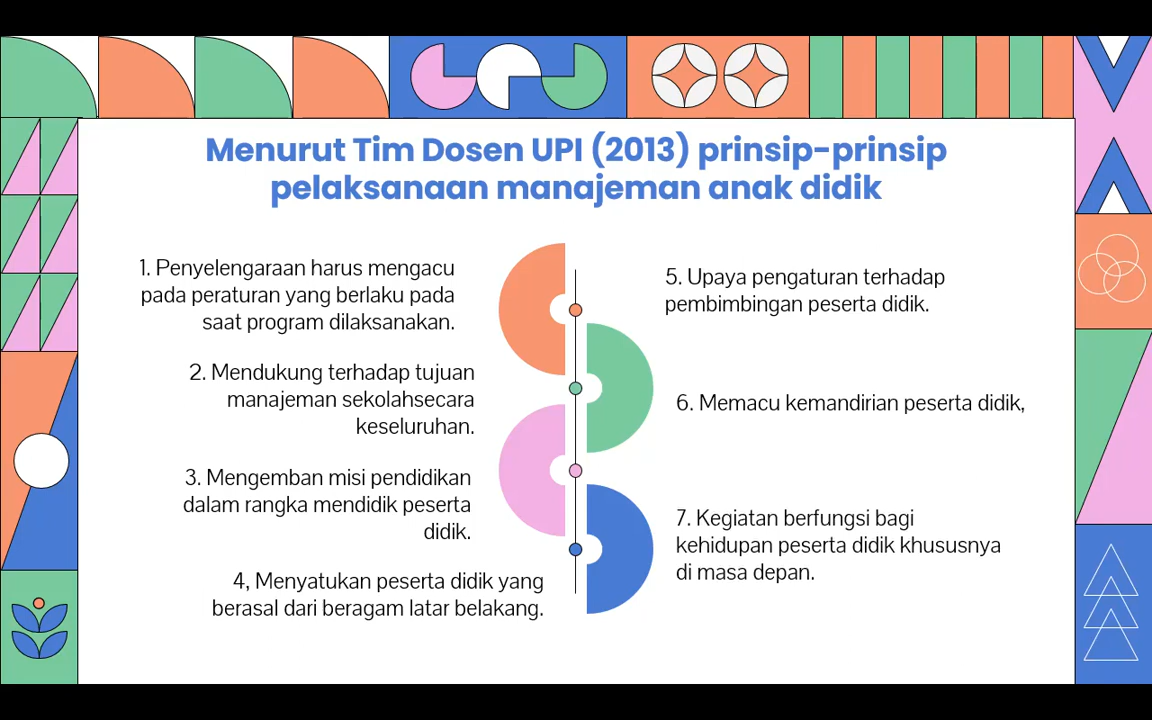 Menurut Tim Dosen UPI (2013) prinsip-prinsip
pelaksanaan manajeman anak didik
1. Penyelengaraan harus mengacu
pada peraturan yang berlaku pada
saat program dilaksanakan.
2. Mendukung terhadap tujuan
manajeman sekolahsecara
keseluruhan.
3. Mengemban misi pendidikan
dalam rangka mendidik peserta
didik.
4, Menyatukan peserta didik yang
berasal dari beragam latar belakang.
5. Upaya pengaturan terhadap
pembimbingan peserta didik.
6. Memacu kemandirian peserta didik,
7. Kegiatan berfungsi bagi
kehidupan peserta didik khususnya
di masa depan.